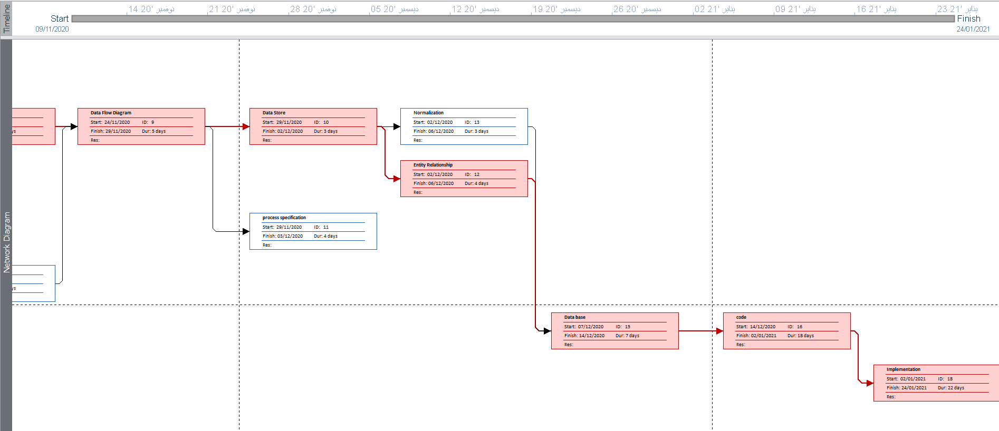 Timeline
نوفمبر '20 14
نوفمبر '20 21
نوفمبر '20 28
ديسمبر '20 05
ديسمبر '20 12
ديسمبر '20 19
ديسمبر '20 26
يناير '21 02
يناير '21 09
يناير '21 16
يناير '21 23
Start
09/11/2020
Finish
24/01/2021
Network Diagram
Data Flow Diagram
Start: 24/11/2020 ID: 9
Finish: 29/11/2020 Dur: 5 days
Res:
Data Store
Start: 29/11/2020 ID: 10
Finish: 02/12/2020 Dur: 3 days
Res:
Normalization
Start: 02/12/2020 ID: 13
Finish: 06/12/2020 Dur: 3 days
Res:
Entity Relationship
Start: 02/12/2020 ID: 12
Finish: 06/12/2020 Dur: 4 days
Res:
process specification
Start: 29/11/2020 ID: 11
Finish: 03/12/2020 Dur: 4 days
Res:
Data base
Start: 07/12/2020 ID: 15
Finish: 14/12/2020 Dur: 7 days
Res:
code
Start: 14/12/2020 ID: 16
Finish: 02/01/2021 Dur: 18 days
Res:
Implementation
Start: 02/01/2021 ID: 18
Finish: 24/01/2021 Dur: 22 days
Res: